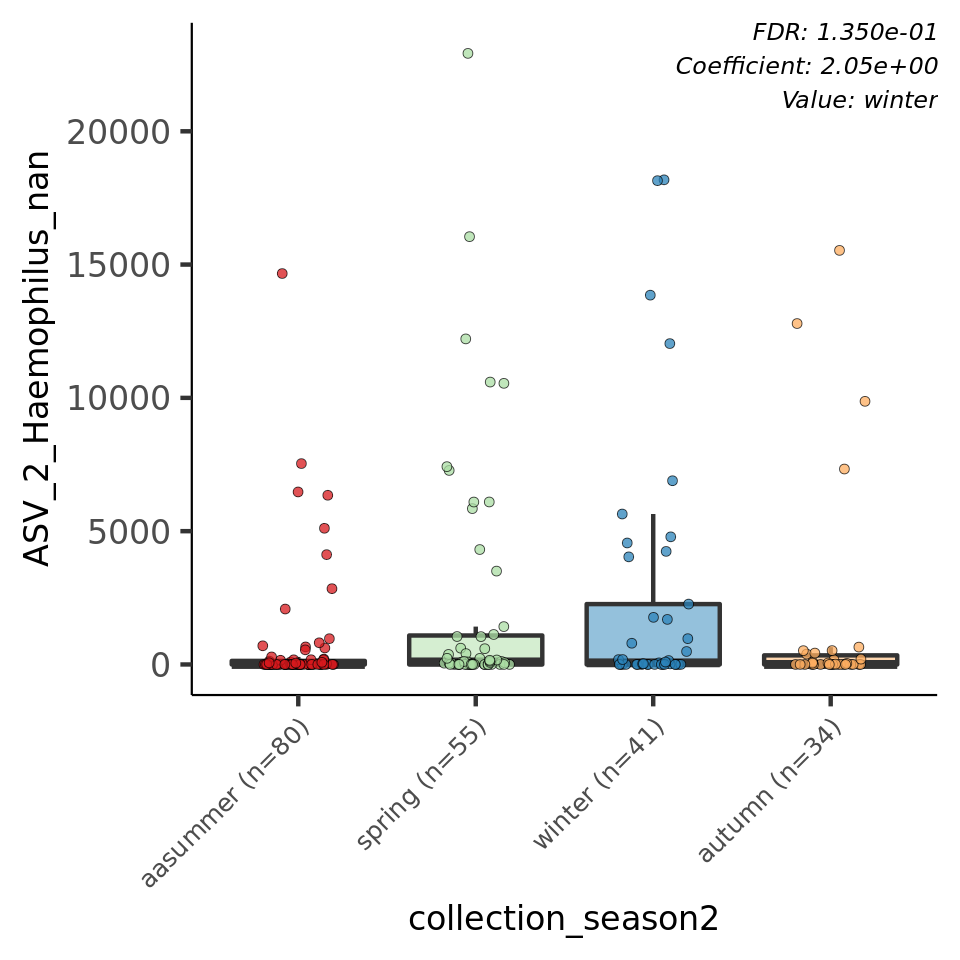 FDR: 1.350e-01
Coefficient: 2.05e+00
Value: winter
ASV_2_Haemophilus_nan
20000
15000
10000
5000
0
aasummer (n=80)
spring (n=55)
winter (n=41)
autumn (n=34)
collection_season2